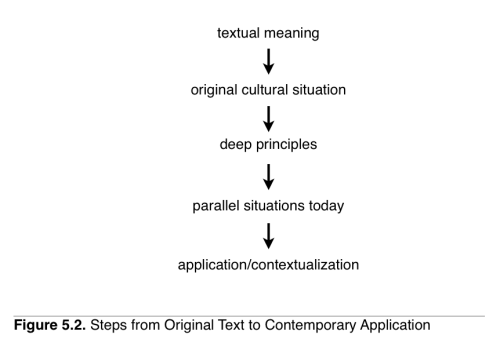 textual meaning
original cultural situation
deep principles
parallel situations today
application/contextualization
Figure 5.2. Steps from Original Text to Contemporary Application